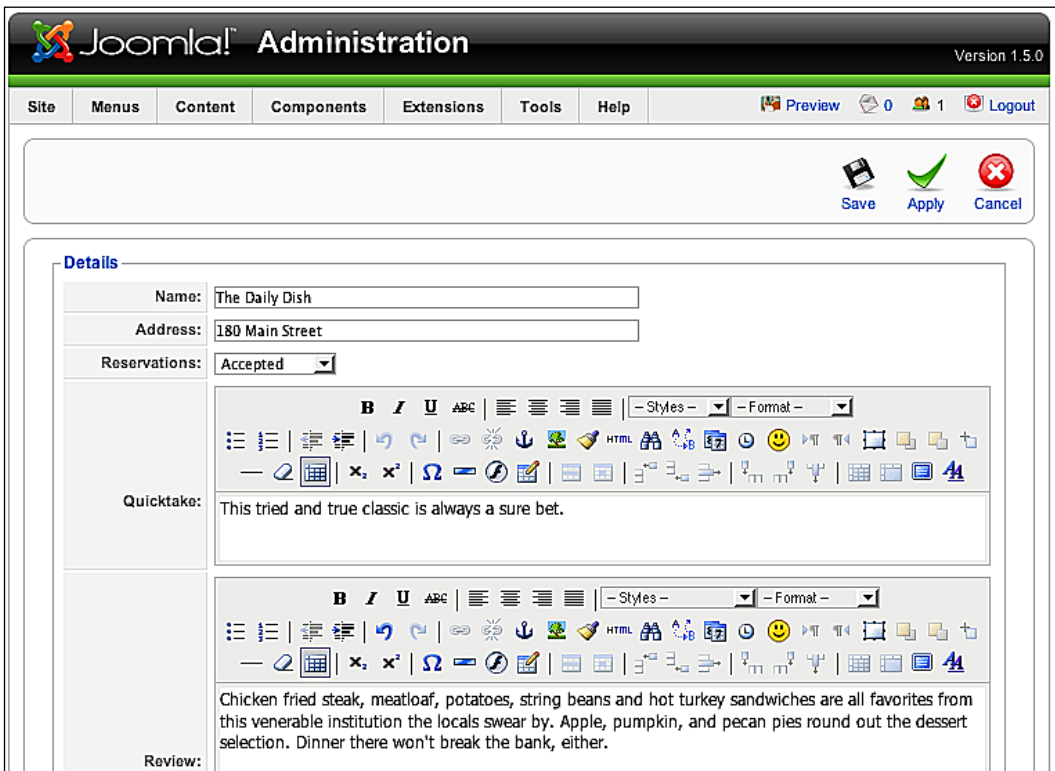 Joomla!™ Administration
Version 1.5.0
Site Menus Content Components Extensions Tools Help Preview 0 1 Logout
Save Apply Cancel
Details
Name: The Daily Dish
Address: 180 Main Street
Reservations: Accepted
B I U ABC – Styles – – Format –
HTML
Quicktake:
This tried and true classic is always a sure bet.
B I U ABC – Styles – – Format –
HTML
Review:
Chicken fried steak, meatloaf, potatoes, string beans and hot turkey sandwiches are all favorites from
this venerable institution the locals swear by. Apple, pumpkin, and pecan pies round out the dessert
selection. Dinner there won't break the bank, either.